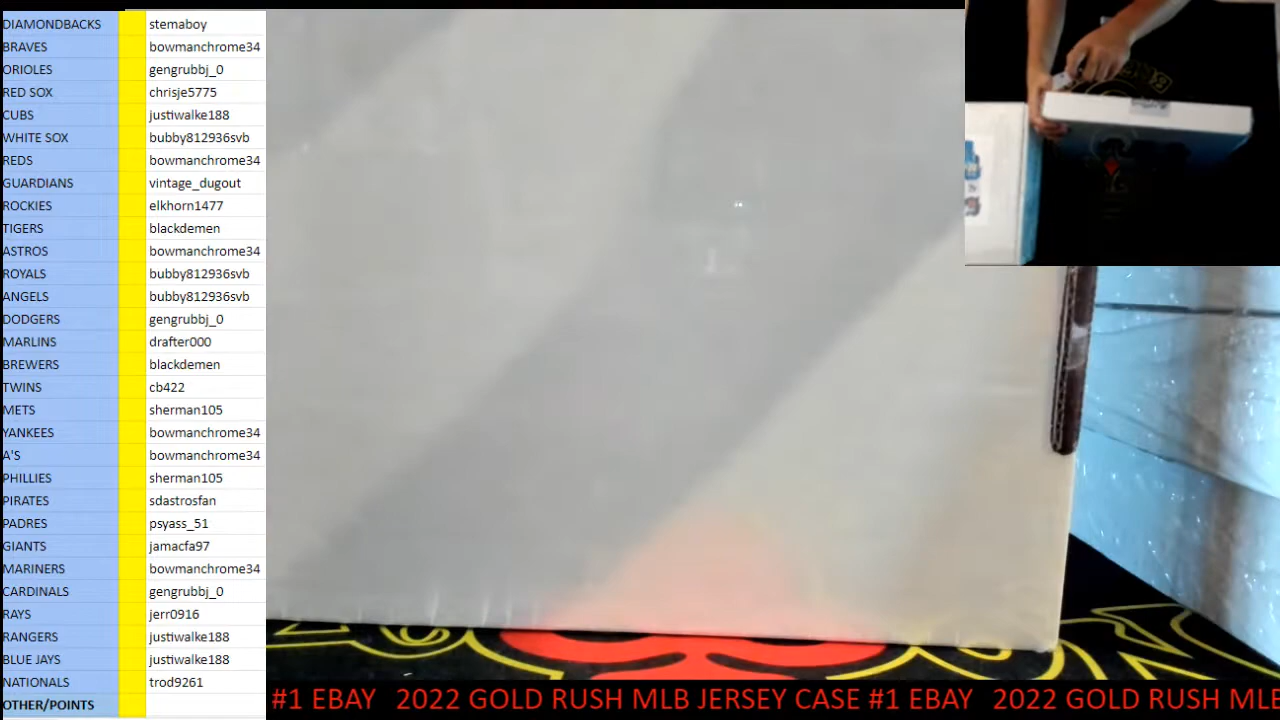 DIAMONDBACKS stemaboy
BRAVES bowmanchrome34
ORIOLES gengrubbj_0
RED SOX chrisje5775
CUBS justiwalke188
WHITE SOX bubby812936svb
REDS bowmanchrome34
GUARDIANS vintage_dugout
ROCKIES elkhorn1477
TIGERS blackdemen
ASTROS bowmanchrome34
ROYALS bubby812936svb
ANGELS bubby812936svb
DODGERS gengrubbj_0
MARLINS drafter000
BREWERS blackdemen
TWINS cb422
METS sherman105
YANKEES bowmanchrome34
A'S bowmanchrome34
PHILLIES sherman105
PIRATES sdastrosfan
PADRES psyass_51
GIANTS jamacfa97
MARINERS bowmanchrome34
CARDINALS gengrubbj_0
RAYS jerr0916
RANGERS justiwalke188
BLUE JAYS justiwalke188
NATIONALS trod9261
OTHER/POINTS
#1 EBAY 2022 GOLD RUSH MLB JERSEY CASE #1 EBAY 2022 GOLD RUSH MLB